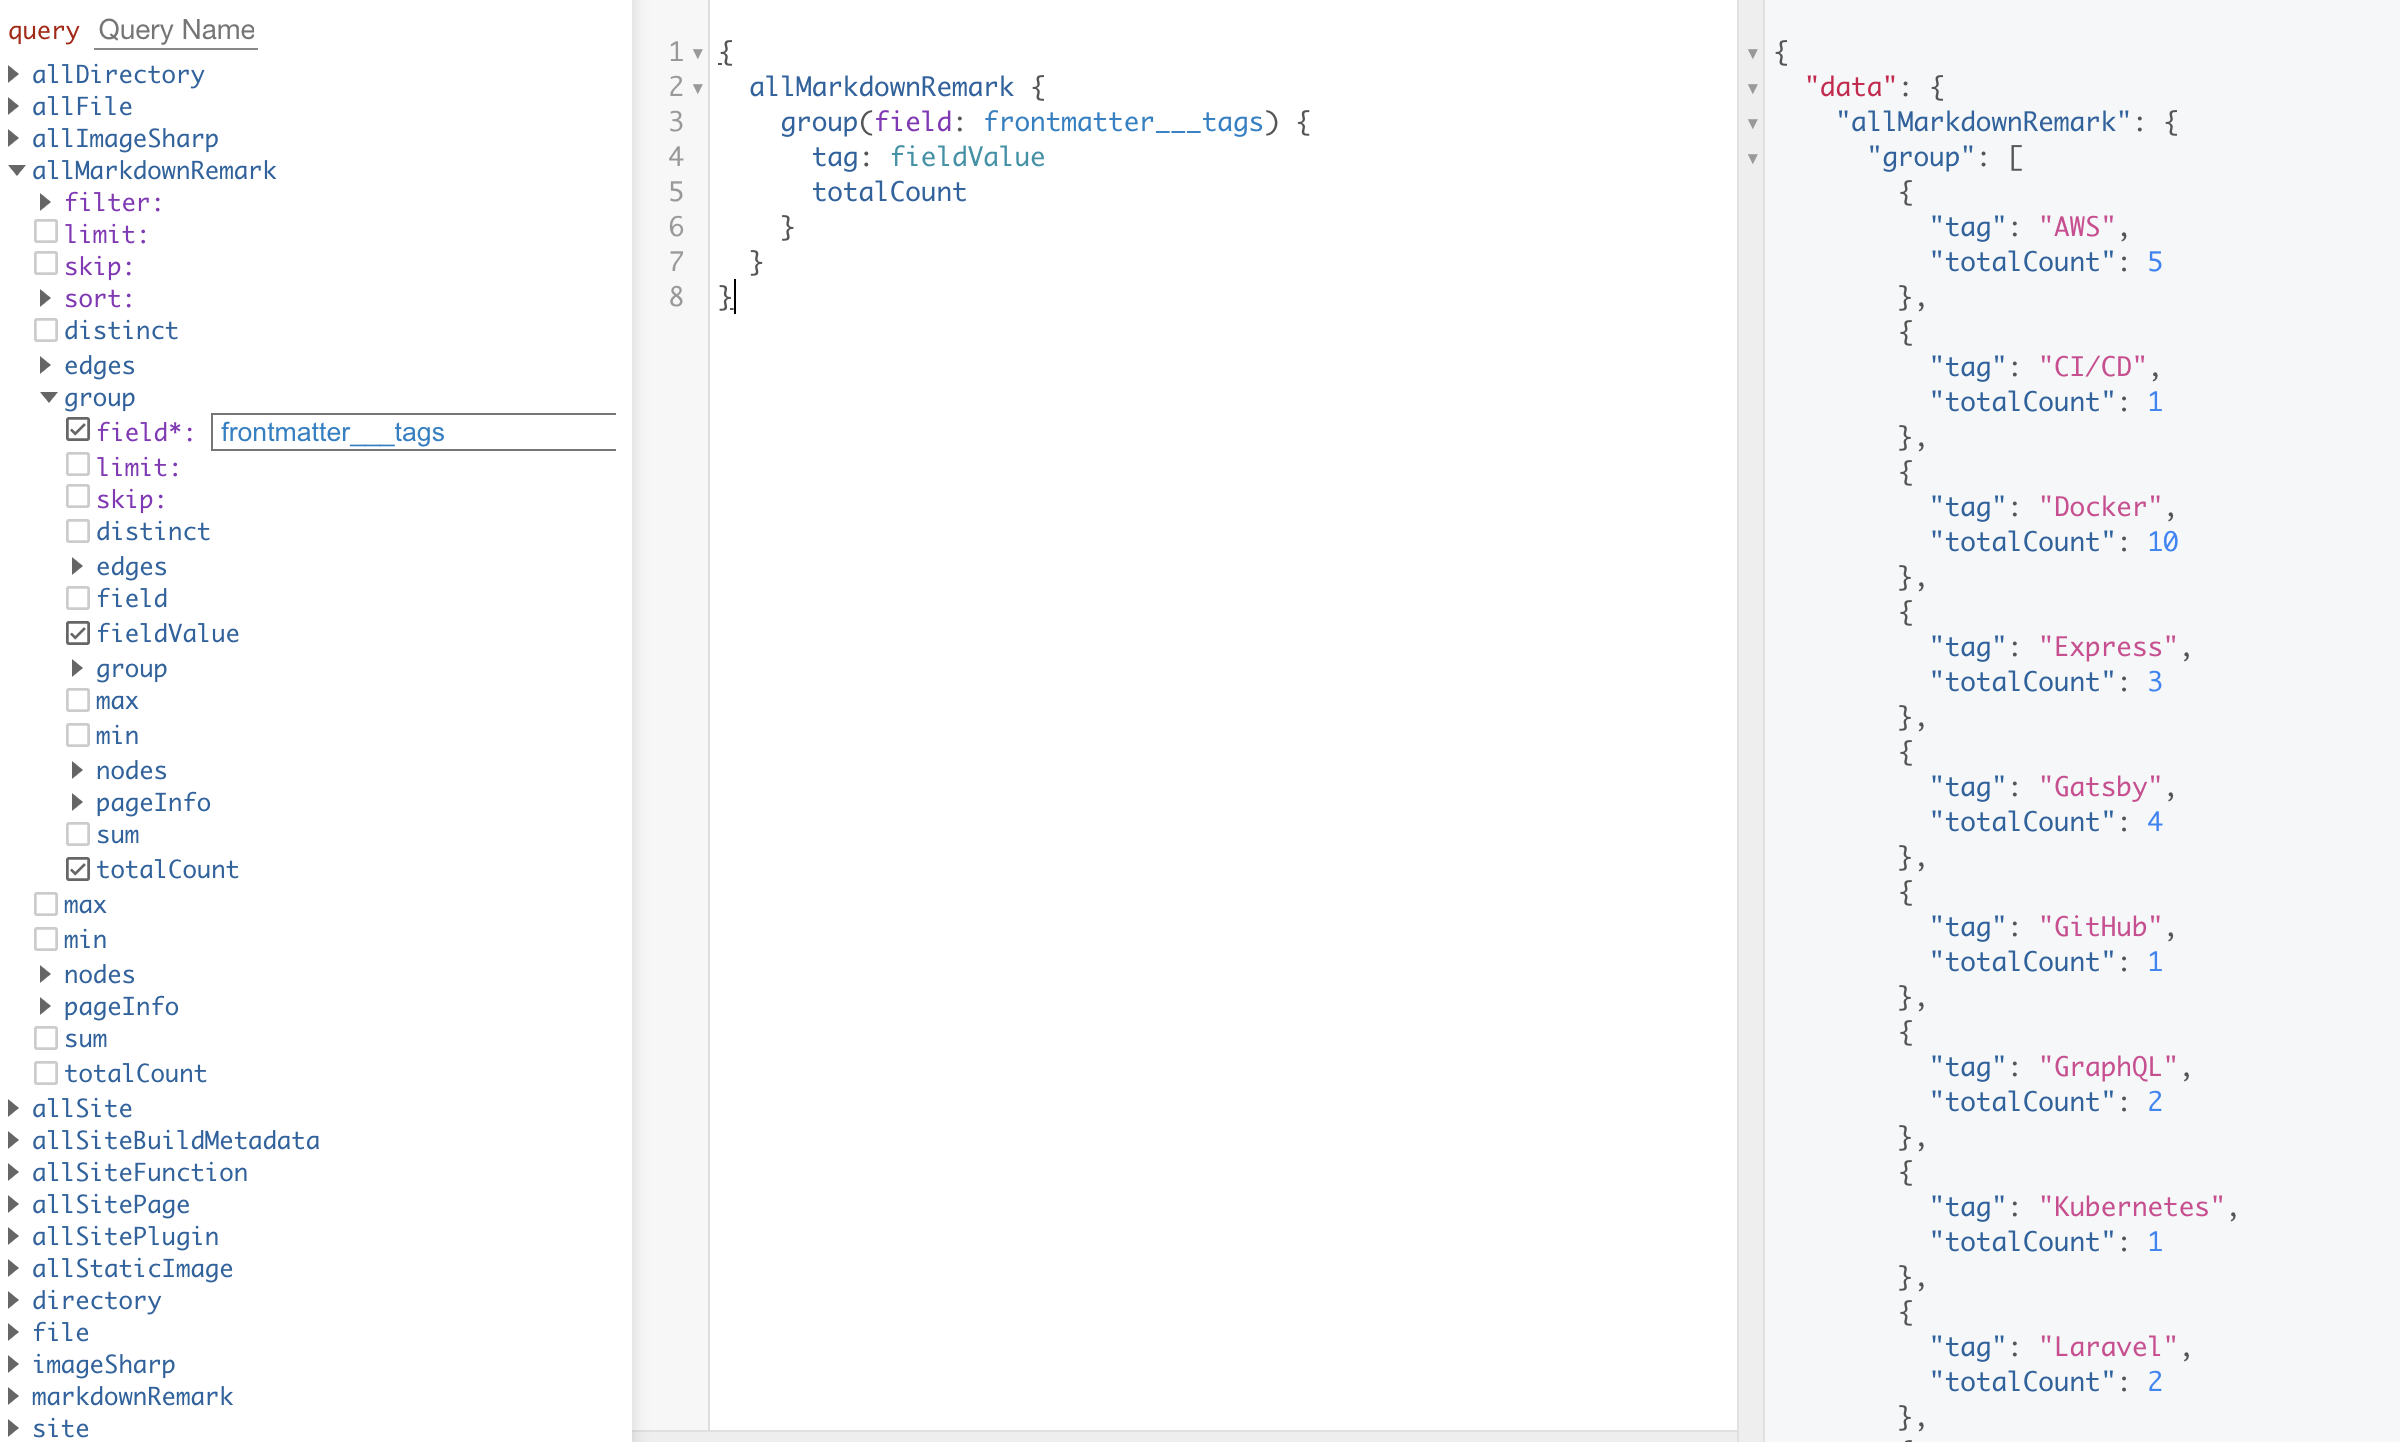 query Query Name
allDirectory
allFile
allImageSharp
allMarkdownRemark
filter:
limit:
skip:
sort:
distinct
edges
group
field*: frontmatter___tags
limit:
skip:
distinct
edges
field
fieldValue
group
max
min
nodes
pageInfo
sum
totalCount
max
min
nodes
pageInfo
sum
totalCount
allSite
allSiteBuildMetadata
allSiteFunction
allSitePage
allSitePlugin
allStaticImage
directory
file
imageSharp
markdownRemark
site
1 {
2 allMarkdownRemark {
3 group(field: frontmatter___tags) {
4 tag: fieldValue
5 totalCount
6 }
7 }
8 }
{
"data": {
"allMarkdownRemark": {
"group": [
{
"tag": "AWS",
"totalCount": 5
},
{
"tag": "CI/CD",
"totalCount": 1
},
{
"tag": "Docker",
"totalCount": 10
},
{
"tag": "Express",
"totalCount": 3
},
{
"tag": "Gatsby",
"totalCount": 4
},
{
"tag": "GitHub",
"totalCount": 1
},
{
"tag": "GraphQL",
"totalCount": 2
},
{
"tag": "Kubernetes",
"totalCount": 1
},
{
"tag": "Laravel",
"totalCount": 2
},